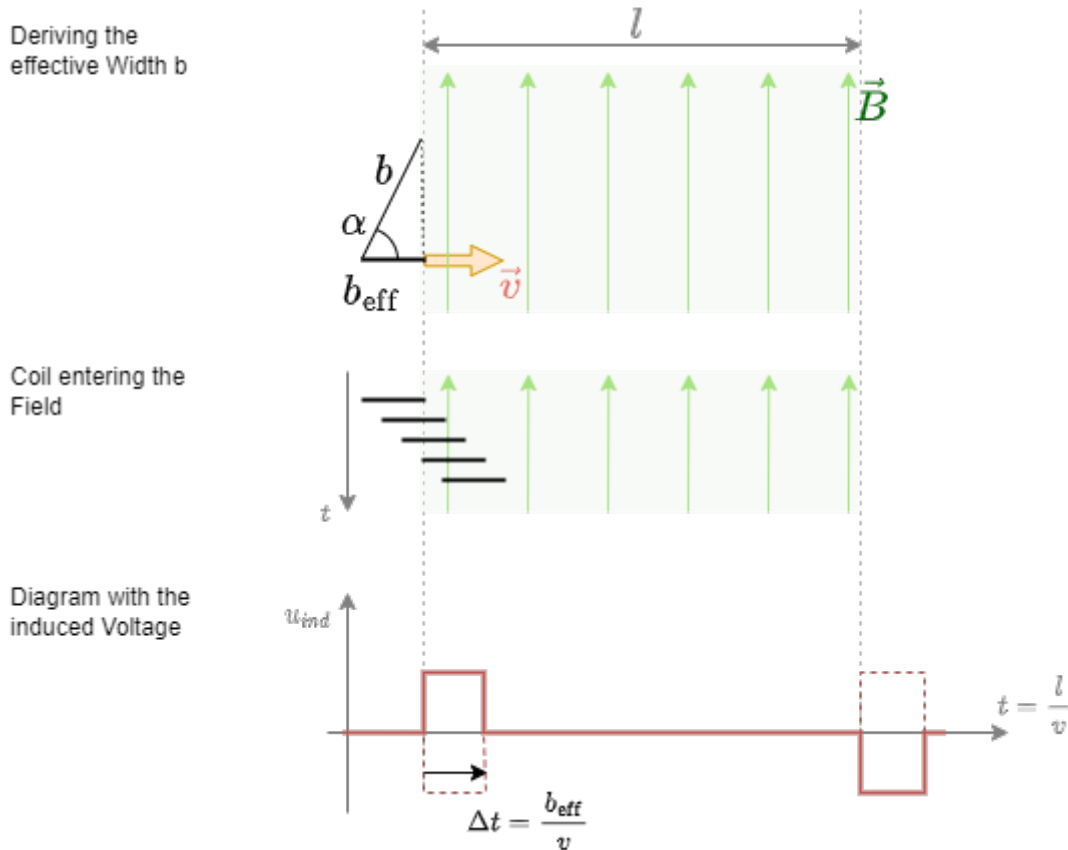 Deriving the
effective Width b
l
B⃗
b
α
v⃗
b_eff
Coil entering the
Field
t
Diagram with the
induced Voltage
u_ind
t = l/v
Δt = b_eff/v